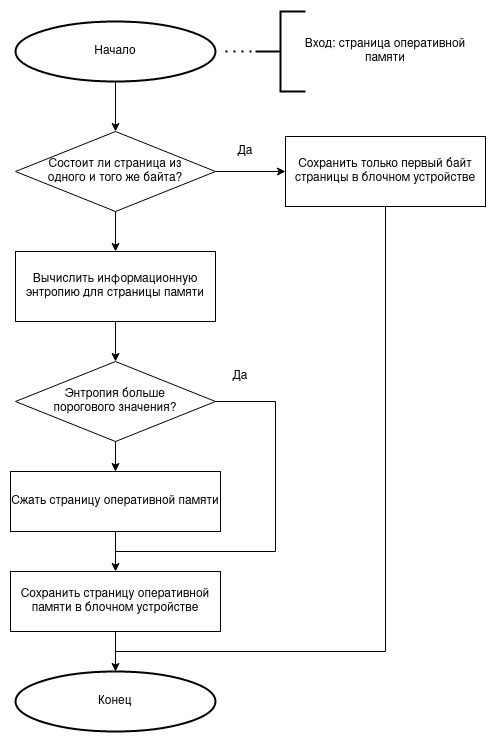 Начало
Вход: страница оперативной
памяти
Состоит ли страница из
одного и того же байта?
Да
Сохранить только первый байт
страницы в блочном устройстве
Вычислить информационную
энтропию для страницы памяти
Энтропия больше
порогового значения?
Да
Сжать страницу оперативной памяти
Сохранить страницу оперативной
памяти в блочном устройстве
Конец